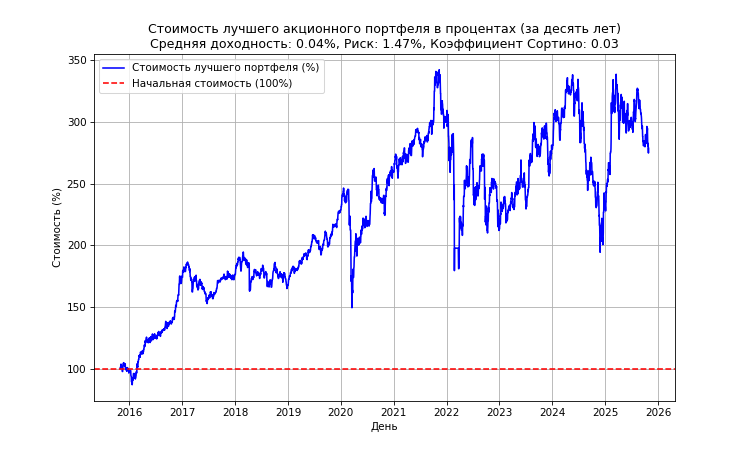 Стоимость лучшего акционного портфеля в процентах (за десять лет)
Средняя доходность: 0.04%, Риск: 1.47%, Коэффициент Сортино: 0.03
Стоимость лучшего портфеля (%)
Начальная стоимость (100%)
Стоимость (%)
350
300
250
200
150
100
2016 2017 2018 2019 2020 2021 2022 2023 2024 2025 2026
День